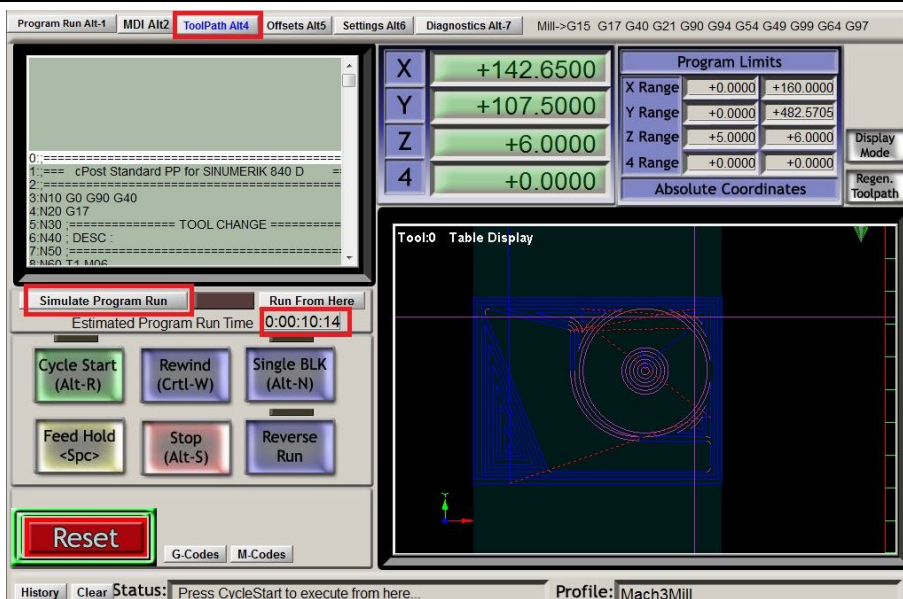 Program Run Alt-1 MDI Alt2 ToolPath Alt4 Offsets Alt5 Settings Alt6 Diagnostics Alt-7 Mill->G15 G17 G40 G21 G90 G94 G54 G49 G99 G64 G97
0:;=========================================
1:;=== cPost Standard PP for SINUMERIK 840 D =
2:;=========================================
3:N10 G0 G90 G40
4:N20 G17
5:N30 ;================ TOOL CHANGE ==========
6:N40 ; DESC :
7:N50 ;=====================================
8:N60 T1 M06
X +142.6500
Y +107.5000
Z +6.0000
4 +0.0000
Program Limits
X Range +0.0000 +160.0000
Y Range +0.0000 +482.5705
Z Range +5.0000 +6.0000
4 Range +0.0000 +0.0000
Absolute Coordinates
Display
Mode
Regen.
Toolpath
Simulate Program Run Run From Here
Estimated Program Run Time 0:00:10:14
Cycle Start
(Alt-R)
Rewind
(Crtl-W)
Single BLK
(Alt-N)
Feed Hold
<Spc>
Stop
(Alt-S)
Reverse
Run
Reset
G-Codes M-Codes
Tool:0 Table Display
History Clear Status: Press CycleStart to execute from here... Profile: Mach3Mill